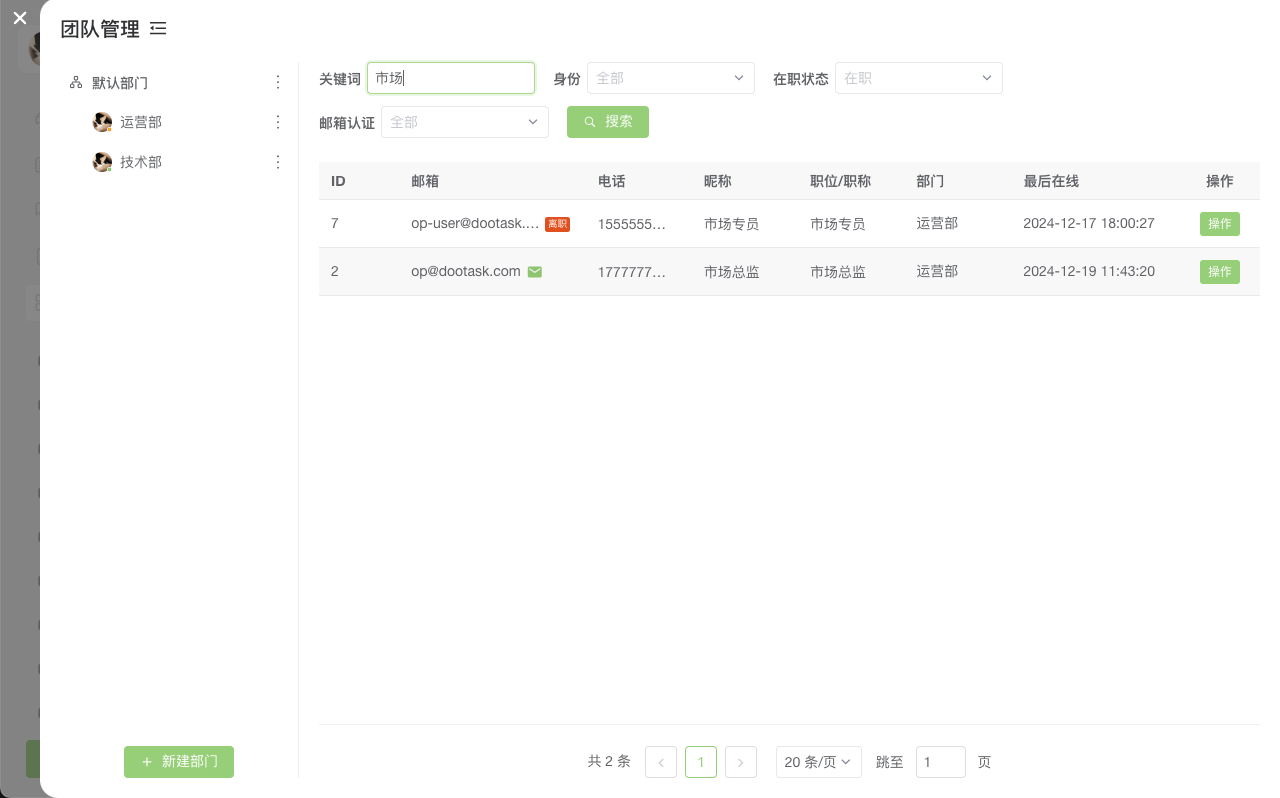 团队管理
默认部门
运营部
技术部
新建部门
关键词 市场 身份 全部 在职状态 在职
邮箱认证 全部 搜索
ID 邮箱 电话 昵称 职位/职称 部门 最后在线 操作
7 op-user@dootask.... 离职 1555555... 市场专员 市场专员 运营部 2024-12-17 18:00:27 操作
2 op@dootask.com 1777777... 市场总监 市场总监 运营部 2024-12-19 11:43:20 操作
共 2 条 1 20 条/页 跳至 1 页